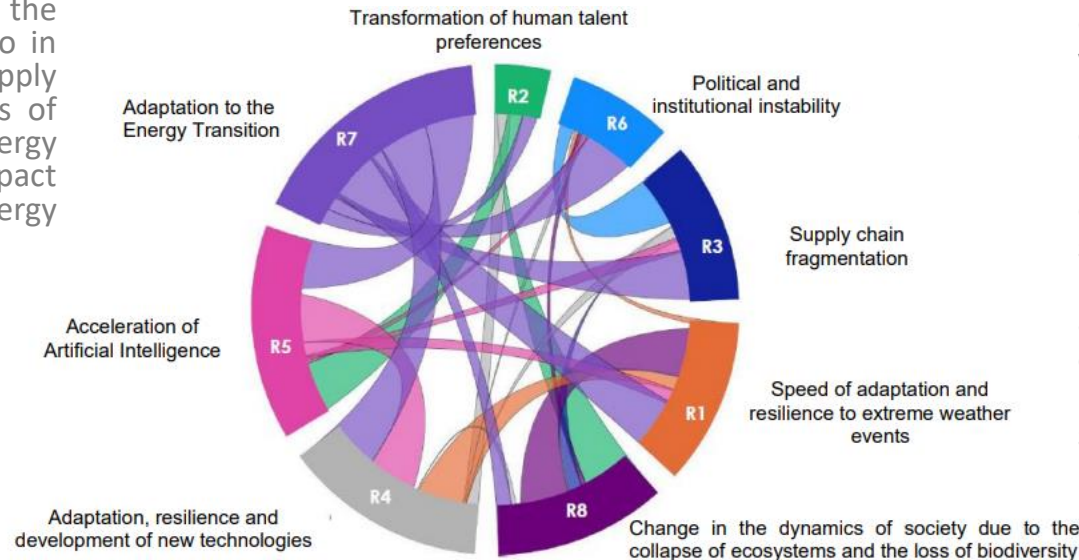 the
o in
pply
s of
ergy
pact
ergy
Transformation of human talent
preferences
Adaptation to the
Energy Transition
R7
R2
R6
Political and
institutional instability
R3
Supply chain
fragmentation
Acceleration of
Artificial Intelligence
R5
R1
Speed of adaptation and
resilience to extreme weather
events
R4
Adaptation, resilience and
development of new technologies
R8
Change in the dynamics of society due to the
collapse of ecosystems and the loss of biodiversity